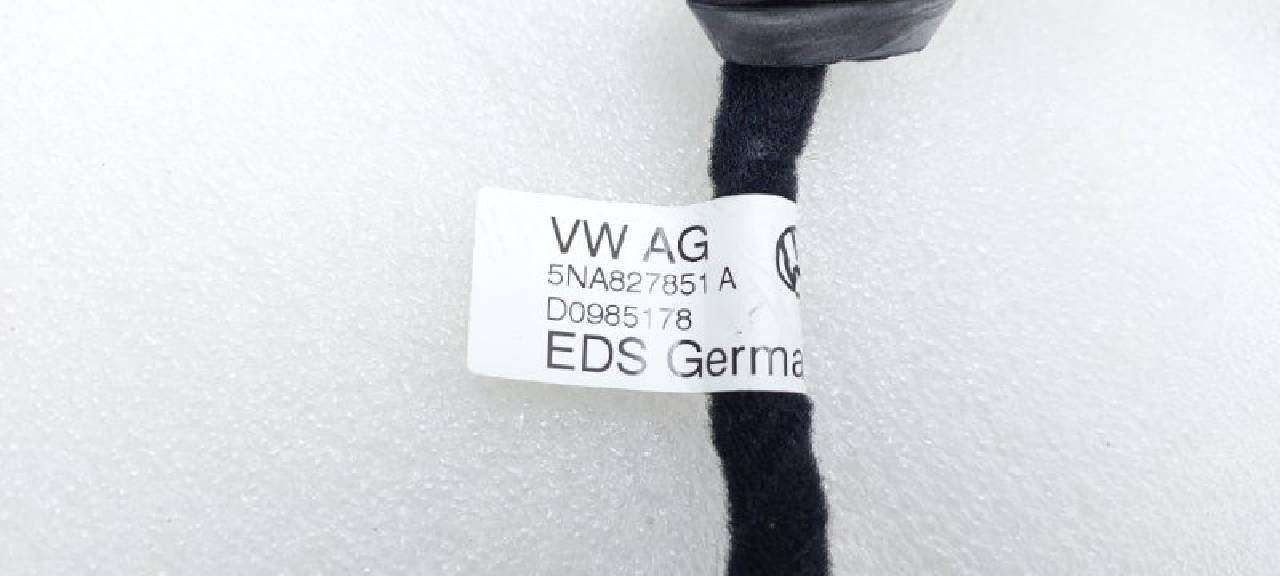 VW AG
5NA827851 A
D0985178
EDS Germa